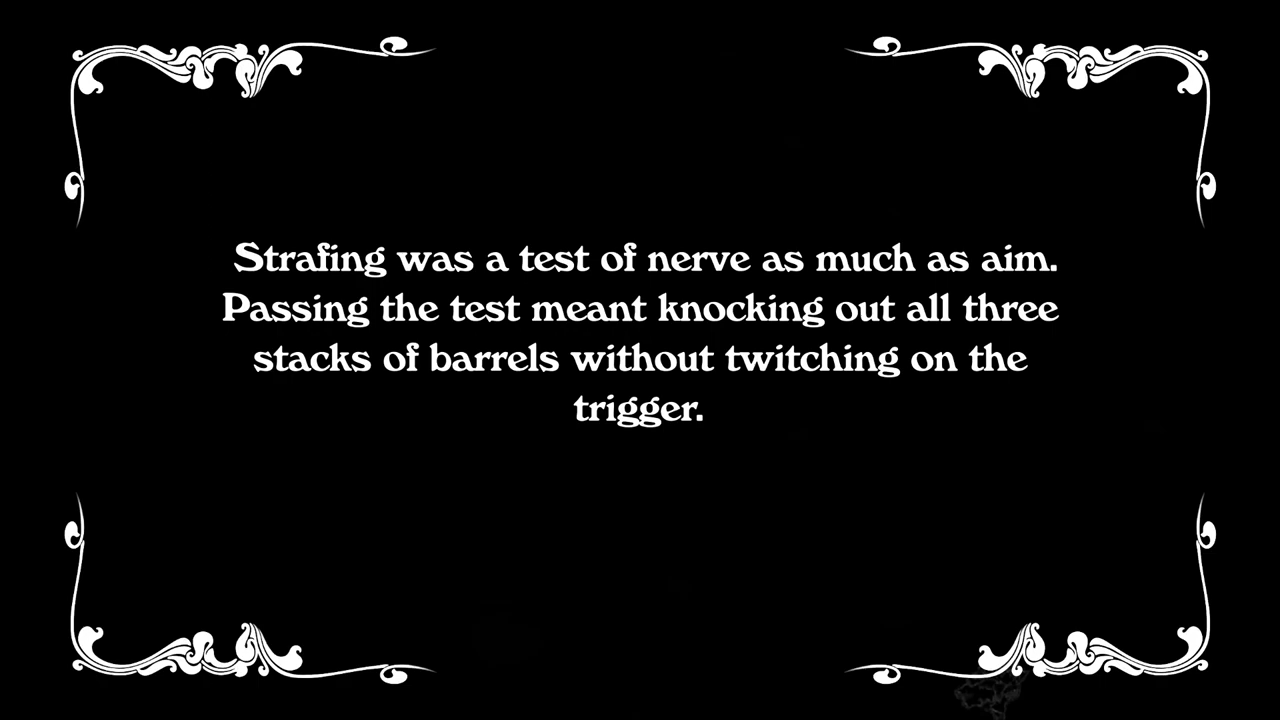 Strafing was a test of nerve as much as aim.
Passing the test meant knocking out all three
stacks of barrels without twitching on the
trigger.